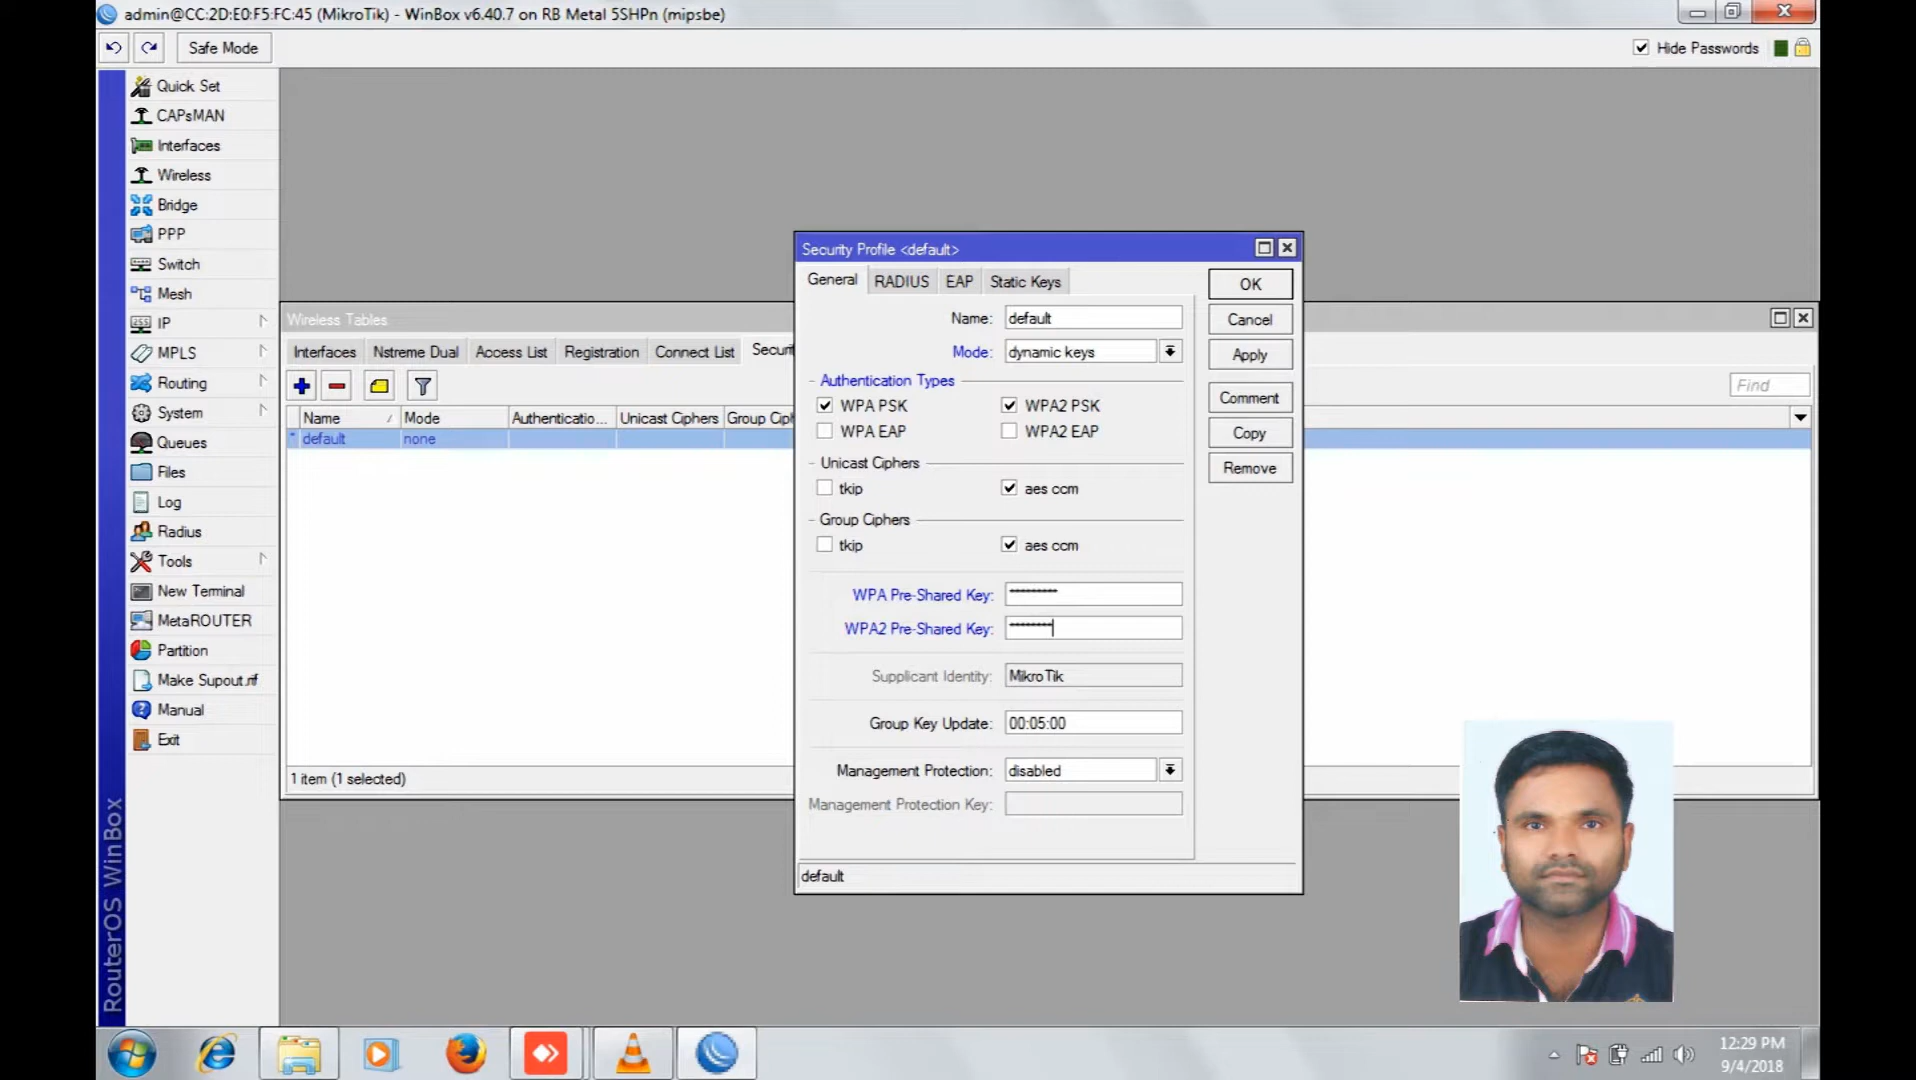 admin@CC:2D:E0:F5:FC:45 (MikroTik) - WinBox v6.40.7 on RB Metal 5SHPn (mipsbe)
Safe Mode
Hide Passwords
Quick Set
CAPsMAN
Interfaces
Wireless
Bridge
PPP
Switch
Mesh
IP
MPLS
Routing
System
Queues
Files
Log
Radius
Tools
New Terminal
MetaROUTER
Partition
Make Supout.rif
Manual
Exit
RouterOS WinBox
Wireless Tables
Interfaces Nstreme Dual Access List Registration Connect List Securit
Find
Name Mode Authenticatio... Unicast Ciphers Group Ciph
* default none
1 item (1 selected)
Security Profile <default>
General RADIUS EAP Static Keys
Name: default
Mode: dynamic keys
Authentication Types
WPA PSK WPA2 PSK
WPA EAP WPA2 EAP
Unicast Ciphers
tkip aes ccm
Group Ciphers
tkip aes ccm
WPA Pre-Shared Key: *********
WPA2 Pre-Shared Key: ********
Supplicant Identity: MikroTik
Group Key Update: 00:05:00
Management Protection: disabled
Management Protection Key:
default
OK
Cancel
Apply
Comment
Copy
Remove
12:29 PM
9/4/2018